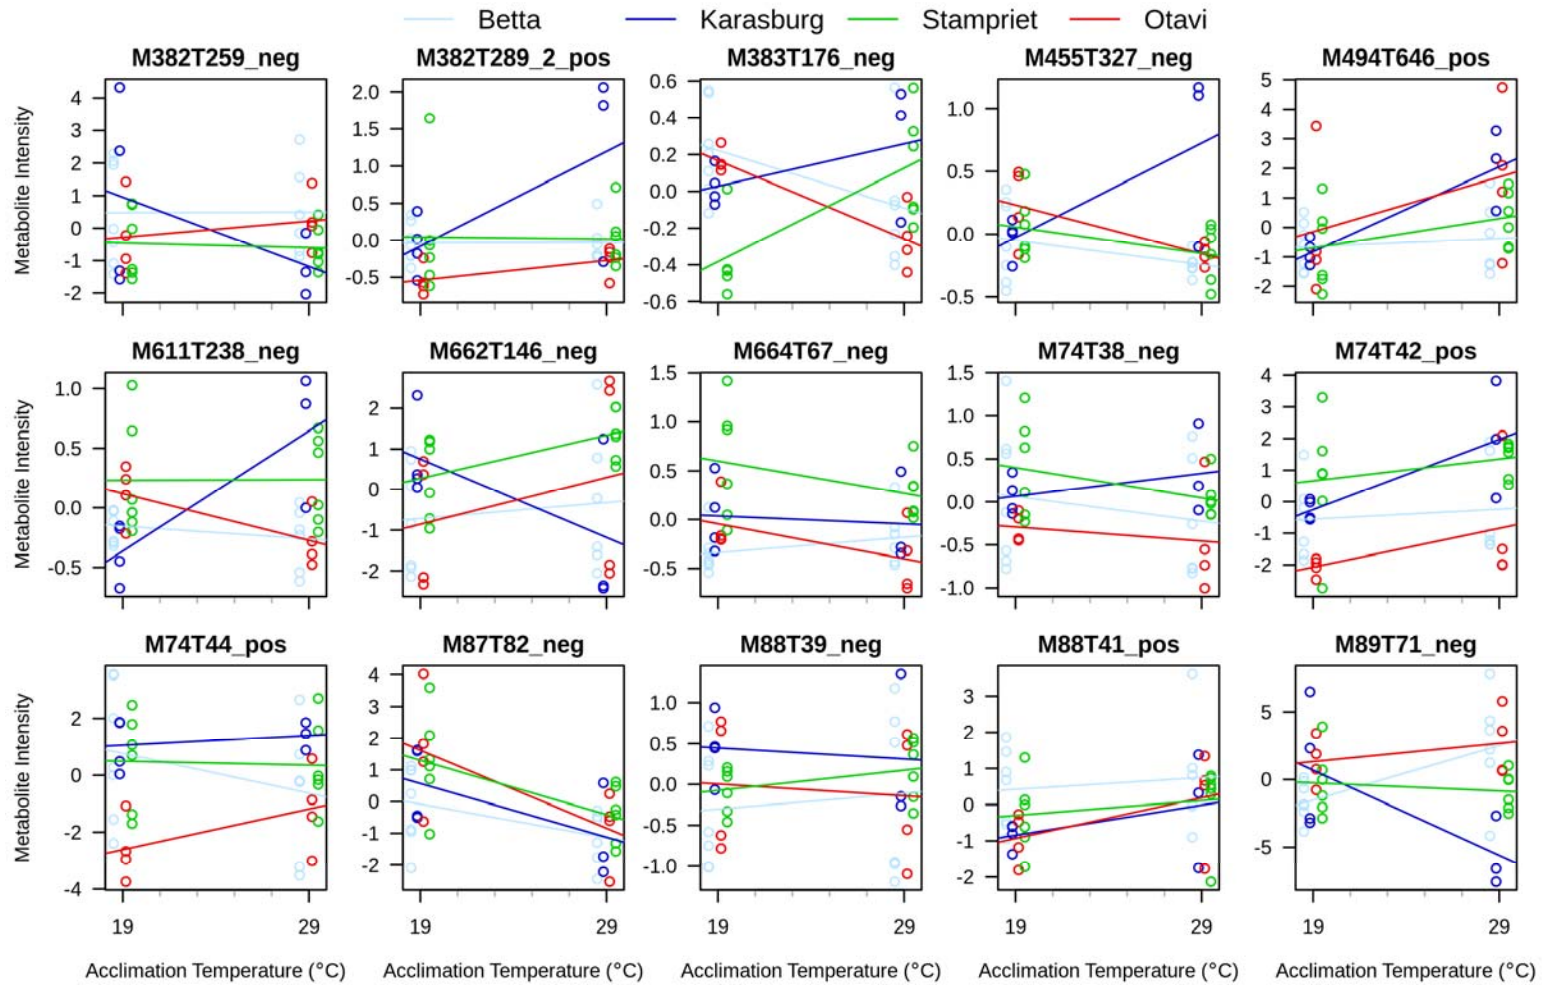 Betta Karasburg Stampriet Otavi
M382T259_neg M382T289_2_pos M383T176_neg M455T327_neg M494T646_pos
Metabolite Intensity
4 3 2 1 0 -1 -2
2.0 1.5 1.0 0.5 0.0 -0.5
0.6 0.4 0.2 0.0 -0.2 -0.4 -0.6
1.0 0.5 0.0 -0.5
5 4 3 2 1 0 -1 -2
M611T238_neg M662T146_neg M664T67_neg M74T38_neg M74T42_pos
Metabolite Intensity
1.0 0.5 0.0 -0.5
2 1 0 -1 -2
1.5 1.0 0.5 0.0 -0.5
1.5 1.0 0.5 0.0 -0.5 -1.0
4 3 2 1 0 -1 -2
M74T44_pos M87T82_neg M88T39_neg M88T41_pos M89T71_neg
Metabolite Intensity
2 0 -2 -4
4 3 2 1 0 -1 -2
1.0 0.5 0.0 -0.5 -1.0
3 2 1 0 -1 -2
5 0 -5
19 29 19 29 19 29 19 29 19 29
Acclimation Temperature (°C) Acclimation Temperature (°C) Acclimation Temperature (°C) Acclimation Temperature (°C) Acclimation Temperature (°C)